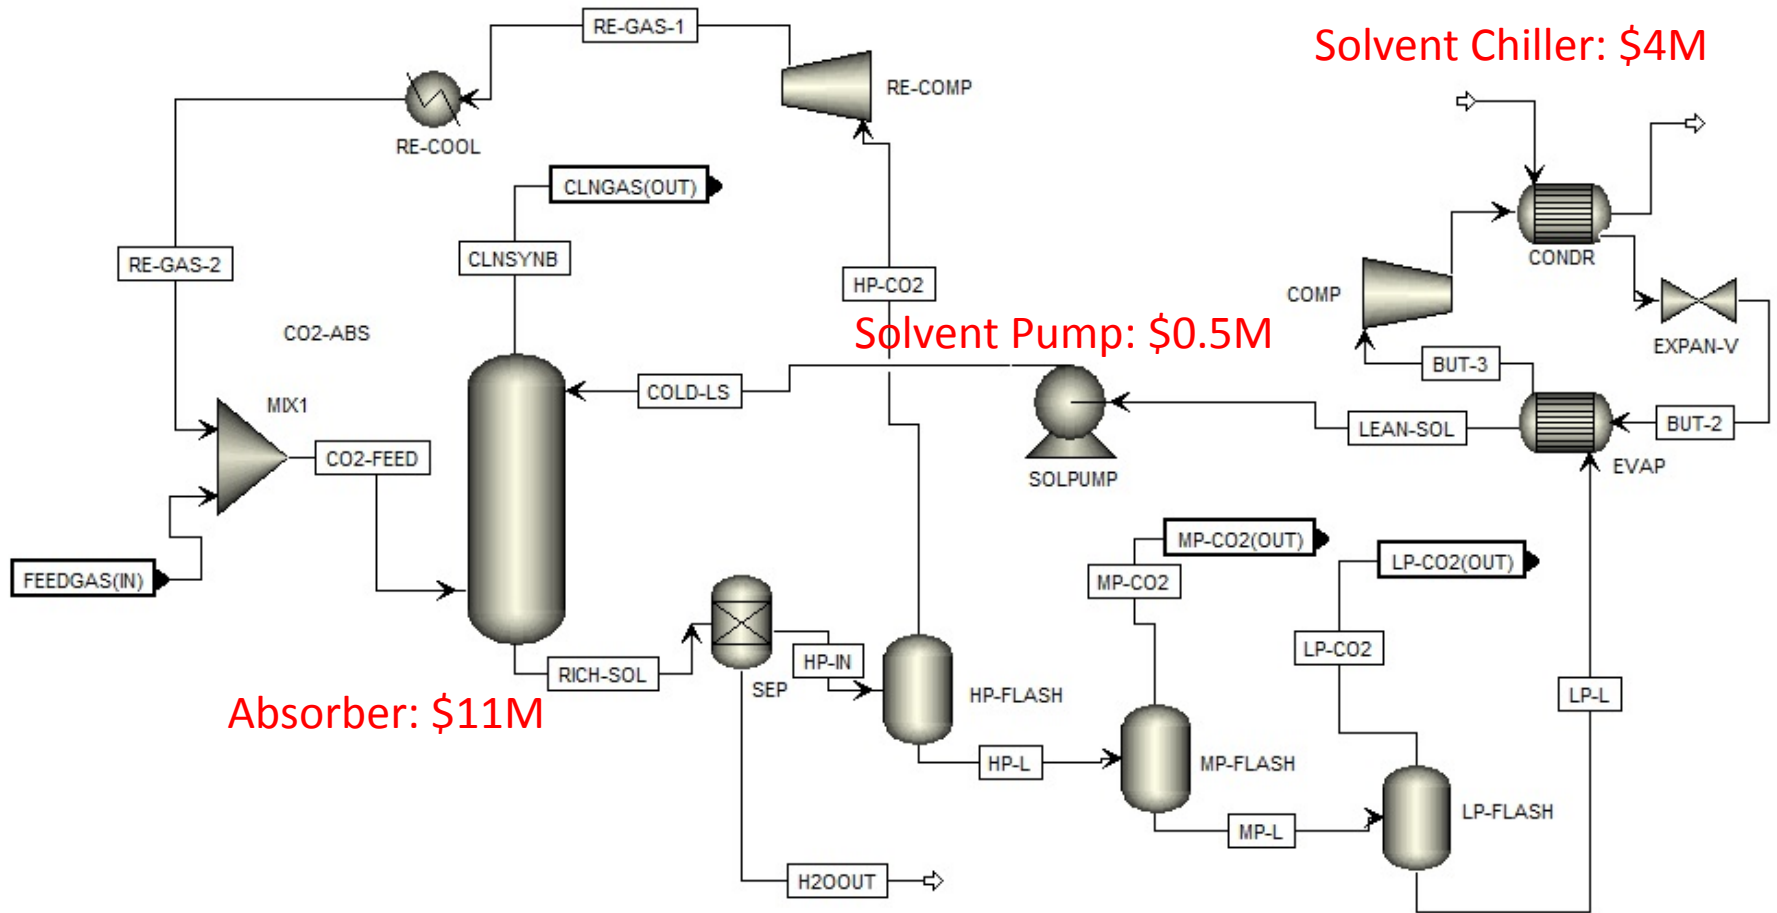 RE-GAS-1
Solvent Chiller: $4M
RE-COMP
RE-COOL
CLNGAS(OUT)
CLNSYNB
RE-GAS-2
HP-CO2
CONDR
COMP
CO2-ABS
Solvent Pump: $0.5M
EXPAN-V
BUT-3
COLD-LS
MIX1
LEAN-SOL
BUT-2
CO2-FEED
EVAP
SOLPUMP
MP-CO2(OUT)
LP-CO2(OUT)
FEEDGAS(IN)
MP-CO2
LP-CO2
HP-IN
RICH-SOL
SEP
HP-FLASH
LP-L
Absorber: $11M
HP-L
MP-FLASH
LP-FLASH
MP-L
H2OOUT